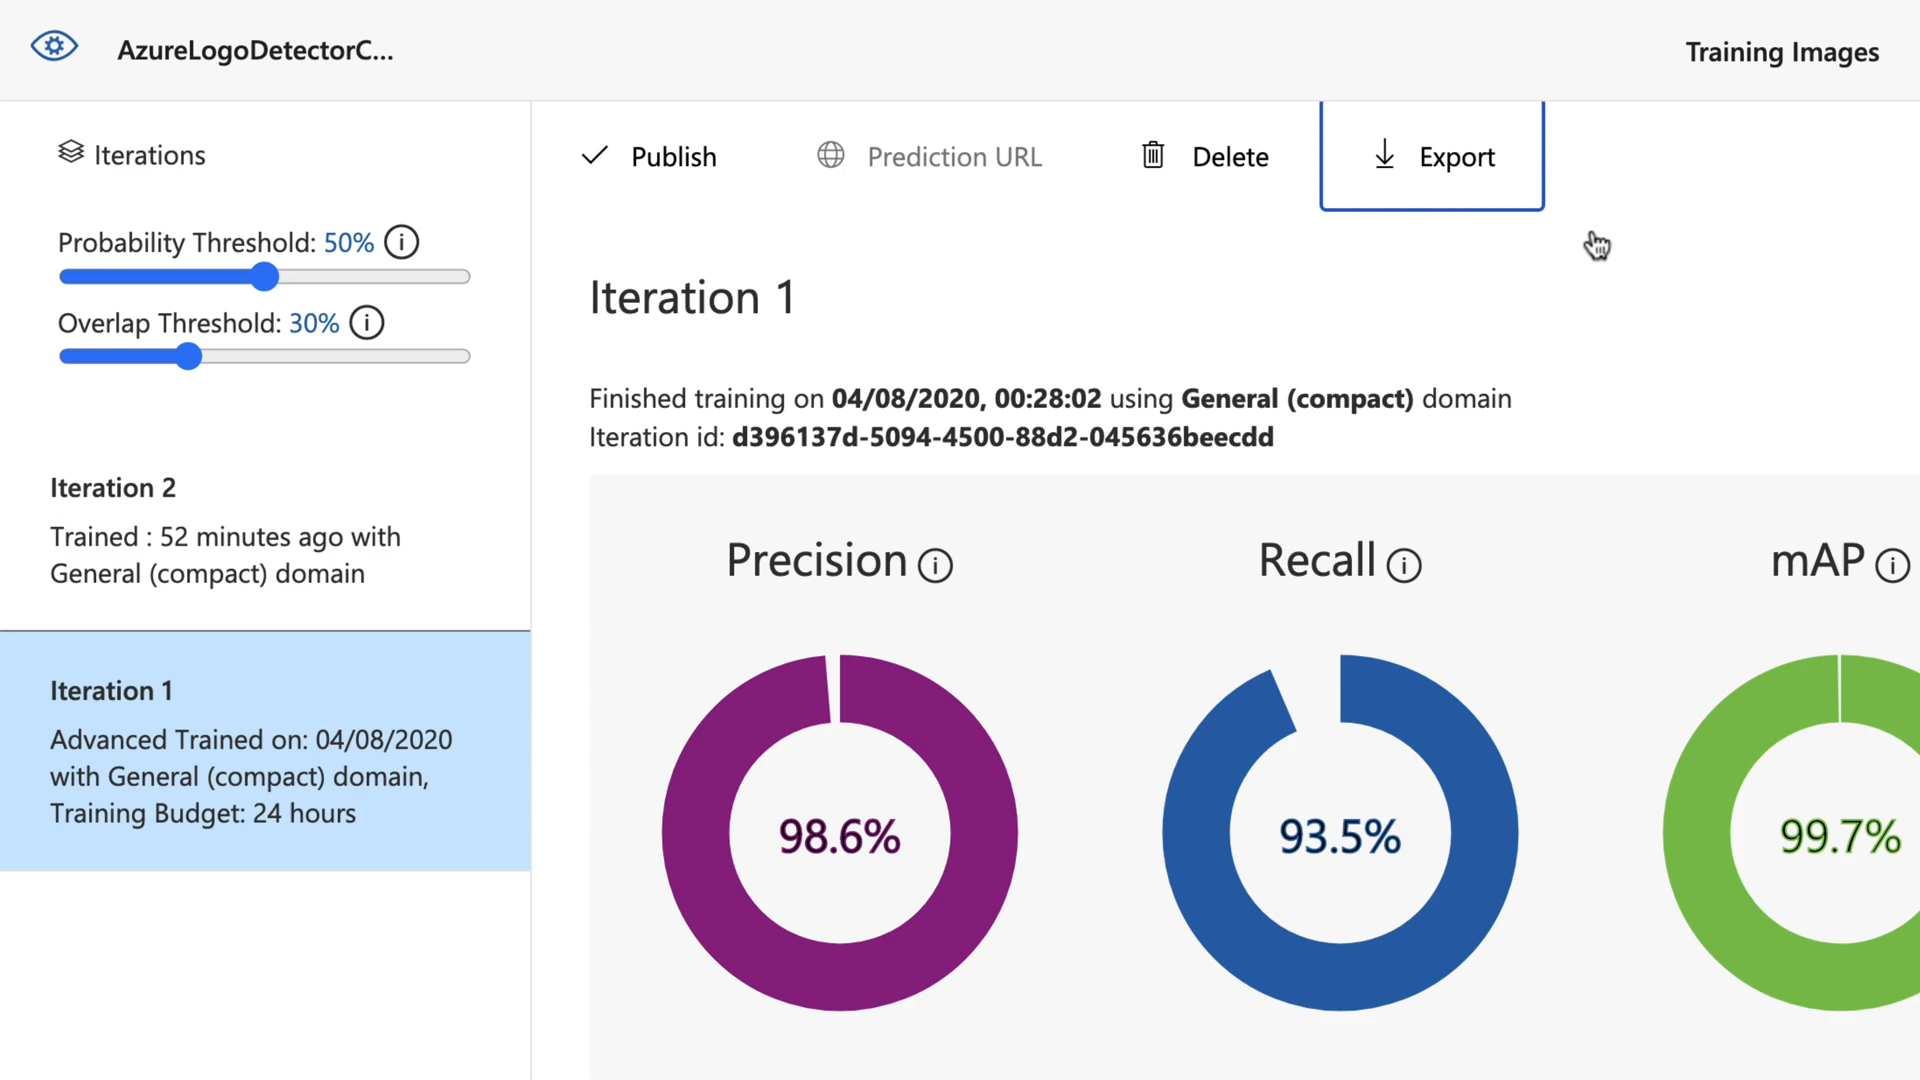 AzureLogoDetectorC...
Training Images
Iterations
Publish
Prediction URL
Delete
Export
Probability Threshold: 50%
Overlap Threshold: 30%
Iteration 1
Finished training on 04/08/2020, 00:28:02 using General (compact) domain
Iteration id: d396137d-5094-4500-88d2-045636beecdd
Iteration 2
Trained : 52 minutes ago with
General (compact) domain
Iteration 1
Advanced Trained on: 04/08/2020
with General (compact) domain,
Training Budget: 24 hours
Precision
Recall
mAP
98.6%
93.5%
99.7%